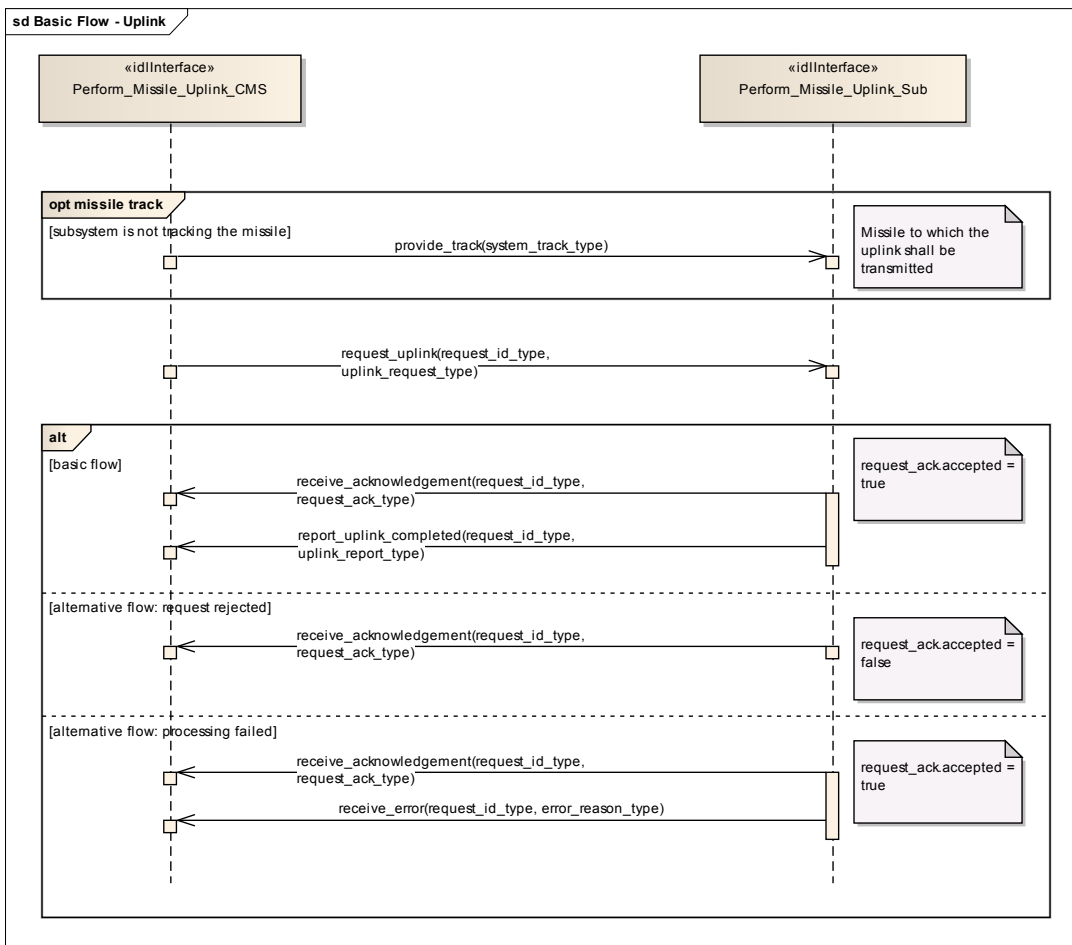 sd Basic Flow - Uplink
«idlInterface»
Perform_Missile_Uplink_CMS
«idlInterface»
Perform_Missile_Uplink_Sub
opt missile track
[subsystem is not tracking the missile]
provide_track(system_track_type)
Missile to which the
uplink shall be
transmitted
request_uplink(request_id_type,
uplink_request_type)
alt
[basic flow]
request_ack.accepted =
true
receive_acknowledgement(request_id_type,
request_ack_type)
report_uplink_completed(request_id_type,
uplink_report_type)
[alternative flow: request rejected]
receive_acknowledgement(request_id_type,
request_ack_type)
request_ack.accepted =
false
[alternative flow: processing failed]
receive_acknowledgement(request_id_type,
request_ack_type)
request_ack.accepted =
true
receive_error(request_id_type, error_reason_type)